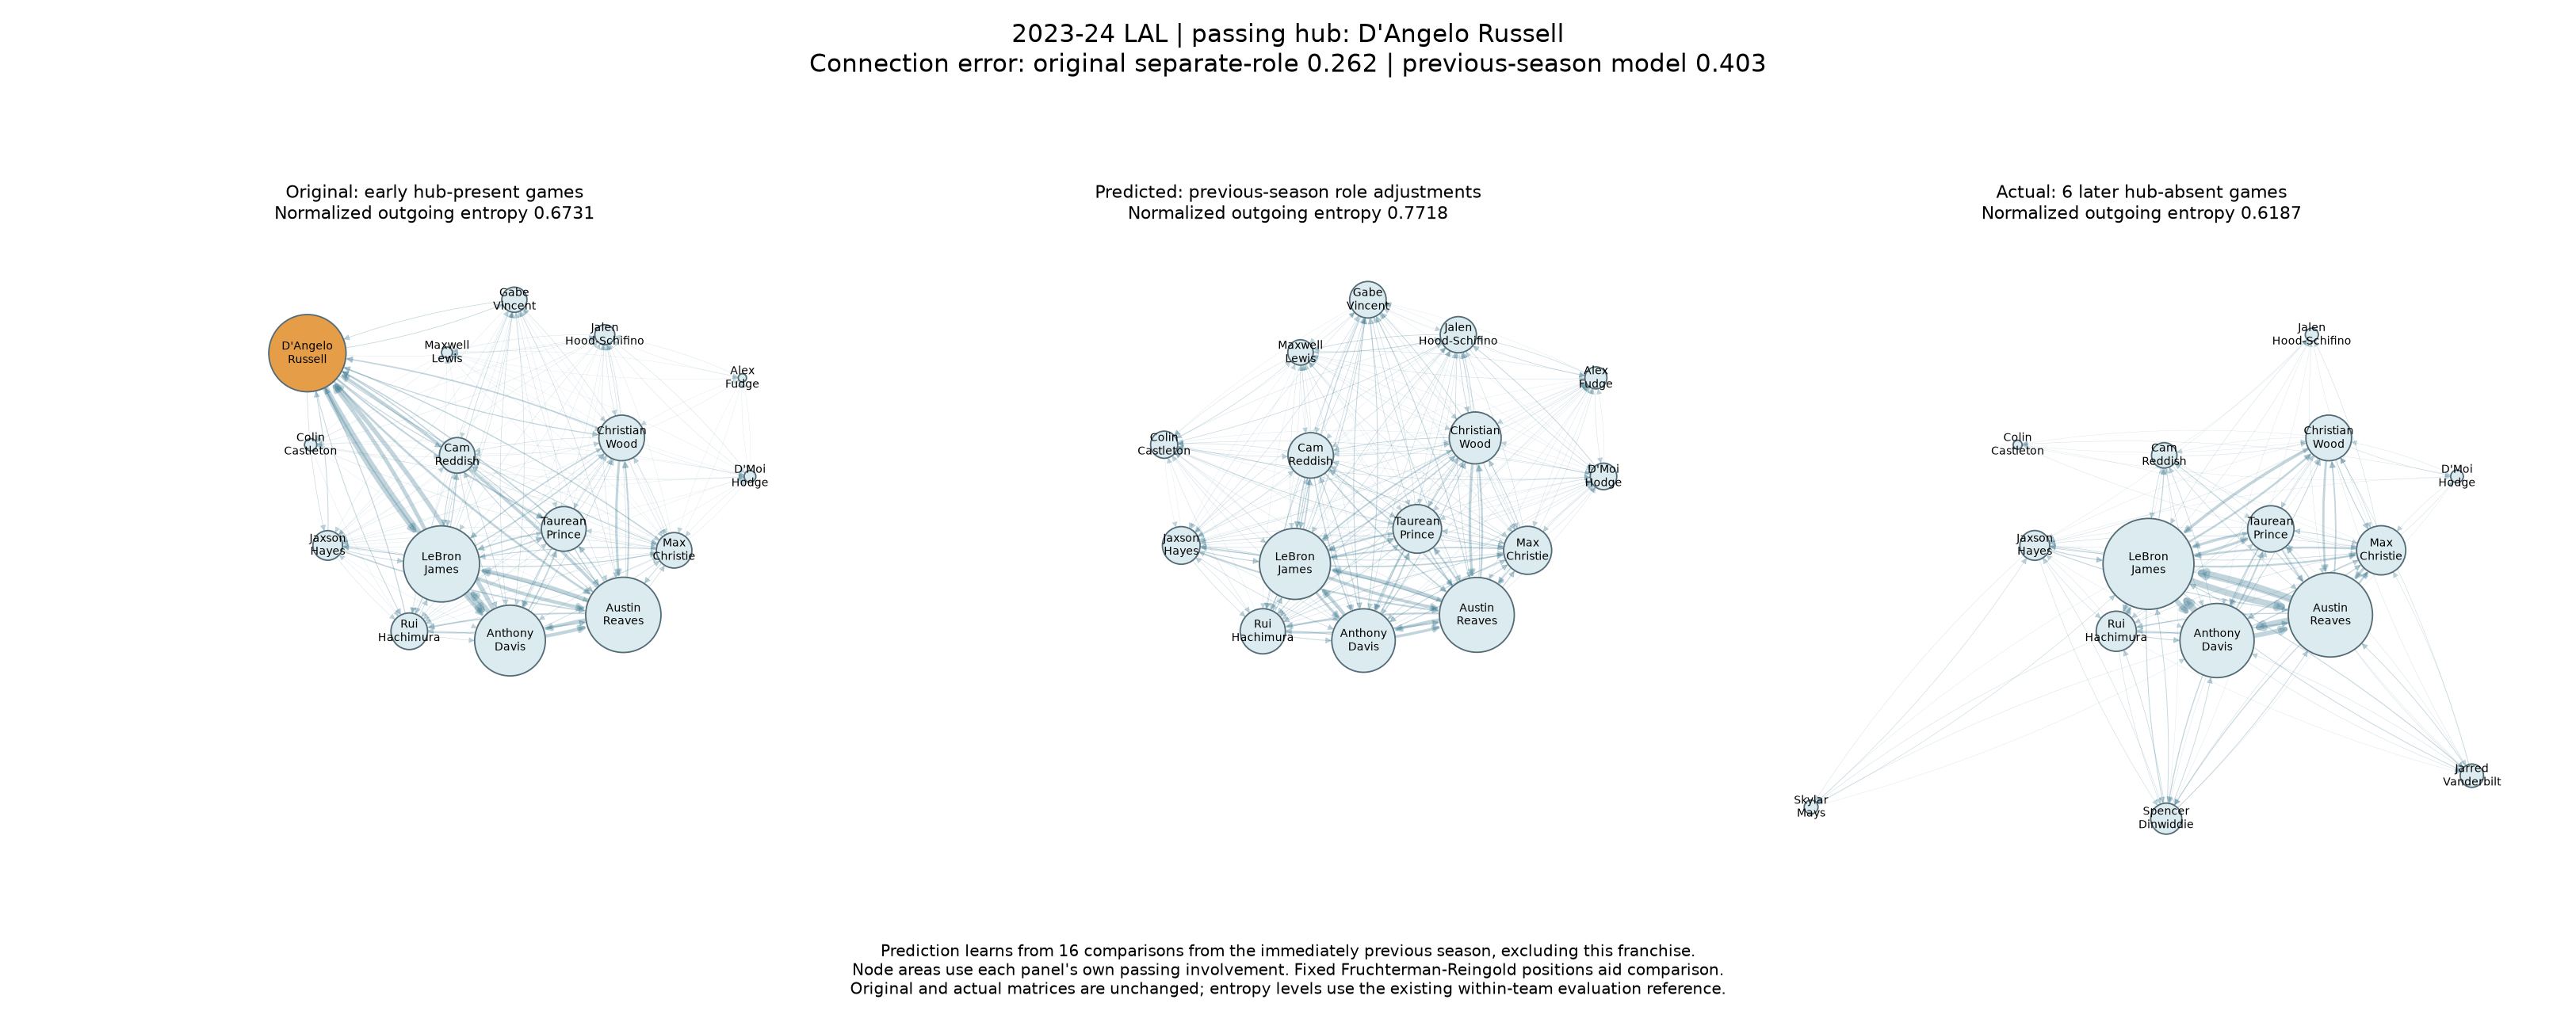 2023-24 LAL | passing hub: D'Angelo Russell
Connection error: original separate-role 0.262 | previous-season model 0.403
Original: early hub-present games
Normalized outgoing entropy 0.6731
Gabe
Vincent
D'Angelo
Russell
Maxwell
Lewis
Jalen
Hood-Schifino
Alex
Fudge
Colin
Castleton
Cam
Reddish
Christian
Wood
D'Moi
Hodge
Jaxson
Hayes
LeBron
James
Taurean
Prince
Max
Christie
Rui
Hachimura
Anthony
Davis
Austin
Reaves
Predicted: previous-season role adjustments
Normalized outgoing entropy 0.7718
Gabe
Vincent
Maxwell
Lewis
Jalen
Hood-Schifino
Alex
Fudge
Colin
Castleton
Cam
Reddish
Christian
Wood
D'Moi
Hodge
Jaxson
Hayes
LeBron
James
Taurean
Prince
Max
Christie
Rui
Hachimura
Anthony
Davis
Austin
Reaves
Actual: 6 later hub-absent games
Normalized outgoing entropy 0.6187
Jalen
Hood-Schifino
Colin
Castleton
Cam
Reddish
Christian
Wood
D'Moi
Hodge
Jaxson
Hayes
LeBron
James
Taurean
Prince
Max
Christie
Rui
Hachimura
Anthony
Davis
Austin
Reaves
Skylar
Mays
Spencer
Dinwiddie
Jarred
Vanderbilt
Prediction learns from 16 comparisons from the immediately previous season, excluding this franchise.
Node areas use each panel's own passing involvement. Fixed Fruchterman-Reingold positions aid comparison.
Original and actual matrices are unchanged; entropy levels use the existing within-team evaluation reference.